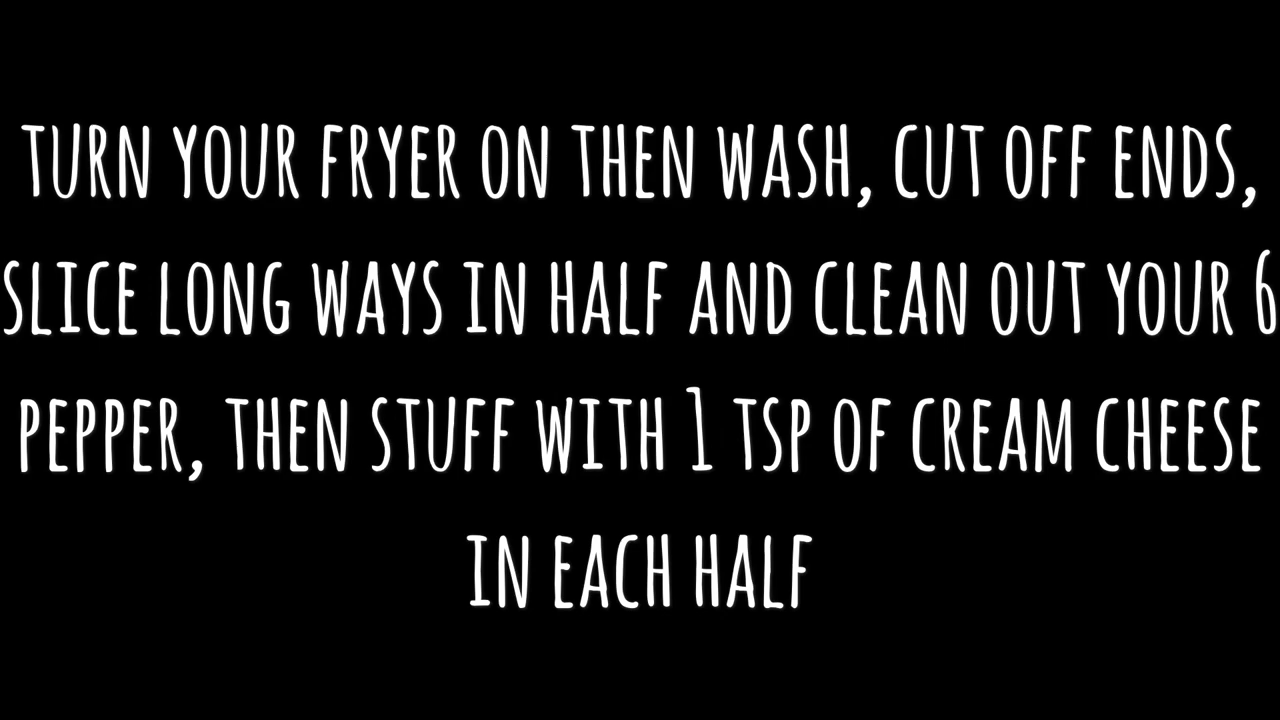 TURN YOUR FRYER ON THEN WASH, CUT OFF ENDS,
SLICE LONG WAYS IN HALF AND CLEAN OUT YOUR 6
PEPPER, THEN STUFF WITH 1 TSP OF CREAM CHEESE
IN EACH HALF